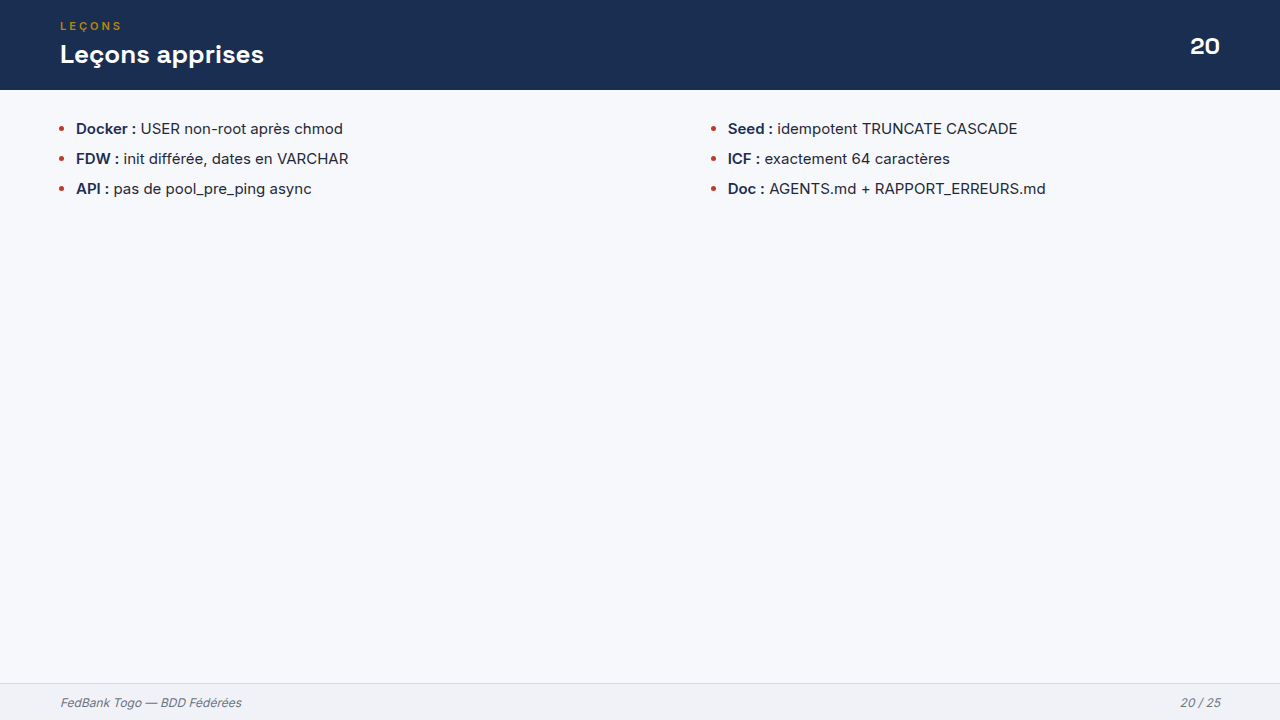 LEÇONS
Leçons apprises
20
Docker : USER non-root après chmod
FDW : init différée, dates en VARCHAR
API : pas de pool_pre_ping async
Seed : idempotent TRUNCATE CASCADE
ICF : exactement 64 caractères
Doc : AGENTS.md + RAPPORT_ERREURS.md
FedBank Togo — BDD Fédérées
20 / 25